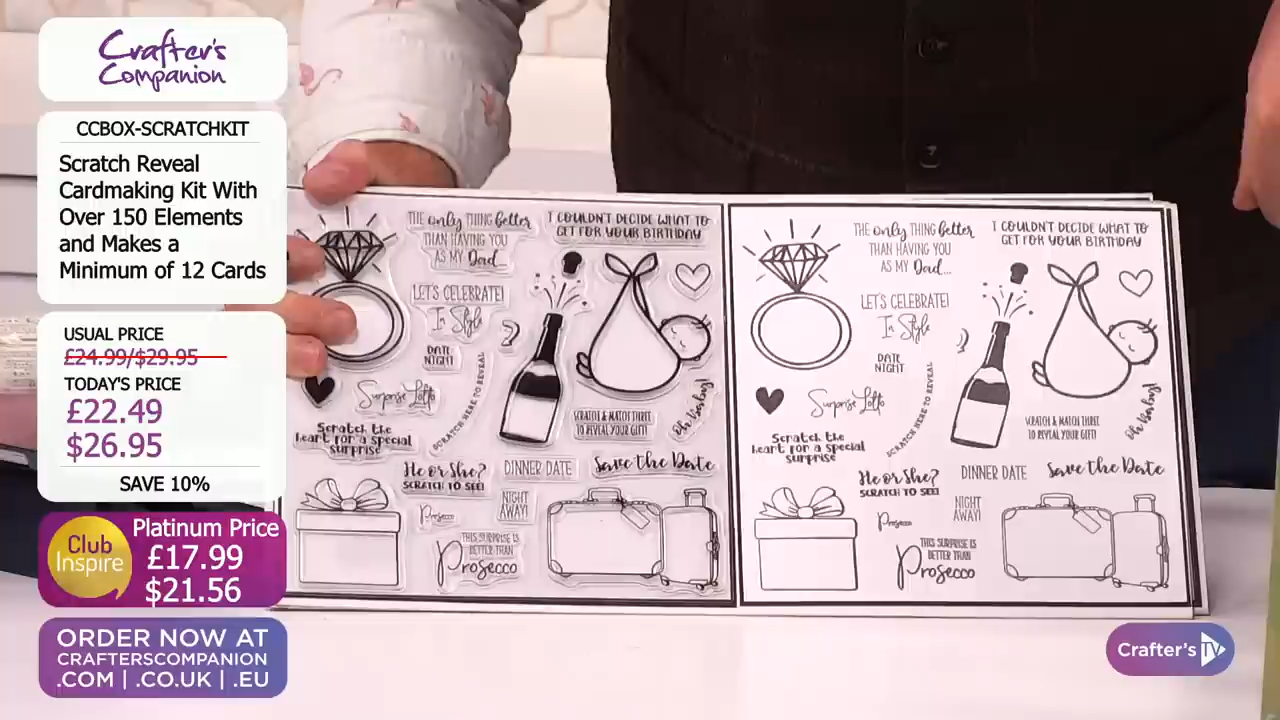 Crafter's
Companion
CCBOX-SCRATCHKIT
Scratch Reveal
Cardmaking Kit With
Over 150 Elements
and Makes a
Minimum of 12 Cards
USUAL PRICE
£24.99/$29.95
TODAY'S PRICE
£22.49
$26.95
SAVE 10%
Club
Inspire
Platinum Price
£17.99
$21.56
ORDER NOW AT
CRAFTERSCOMPANION
.COM | .CO.UK | .EU
THE only THING better
THAN HAVING YOU
AS MY Dad...
I COULDN'T DECIDE WHAT TO
GET FOR YOUR BIRTHDAY
LET'S CELEBRATE!
In Style
DATE
NIGHT
Surprise Lotto
SCRATCH HERE TO REVEAL
SCRATCH & MATCH THREE
TO REVEAL YOUR GIFT!
Oh Vay baby!
Scratch the
heart for a special
surprise
He or She?
SCRATCH TO SEE!
DINNER DATE
Save the Date
NIGHT
AWAY!
Prosecco
THIS SURPRISE IS
BETTER THAN
Prosecco
THE only THING better
THAN HAVING YOU
AS MY Dad...
I COULDN'T DECIDE WHAT TO
GET FOR YOUR BIRTHDAY
LET'S CELEBRATE!
In Style
DATE
NIGHT
Surprise Lotto
SCRATCH HERE TO REVEAL
SCRATCH & MATCH THREE
TO REVEAL YOUR GIFT!
Scratch the
heart for a special
surprise
He or She?
SCRATCH TO SEE!
DINNER DATE
Save the Date
NIGHT
AWAY!
Prosecco
THIS SURPRISE IS
BETTER THAN
Prosecco
Crafter's TV